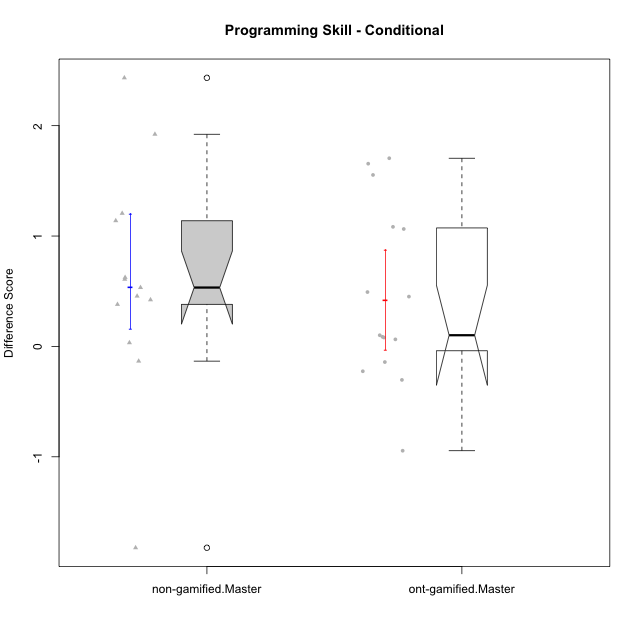 Programming Skill - Conditional
Difference Score
2
1
0
-1
non-gamified.Master
ont-gamified.Master